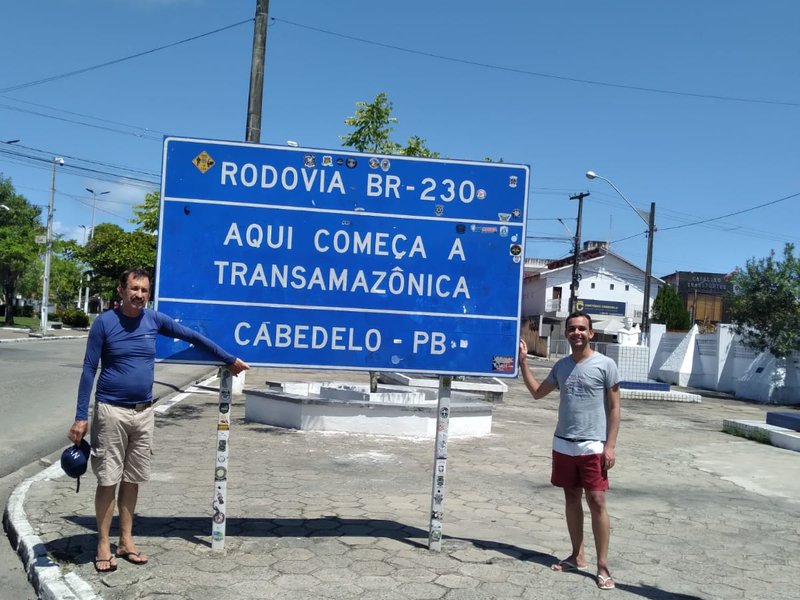 RODOVIA BR-230
AQUI COMEÇA A
TRANSAMAZÔNICA
CABEDELO - PB